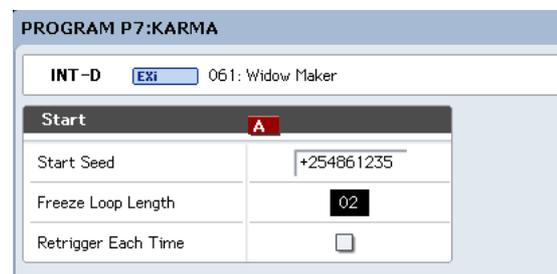 PROGRAM P7:KARMA
INT-D EXi 061: Widow Maker
Start A
Start Seed +254861235
Freeze Loop Length 02
Retrigger Each Time